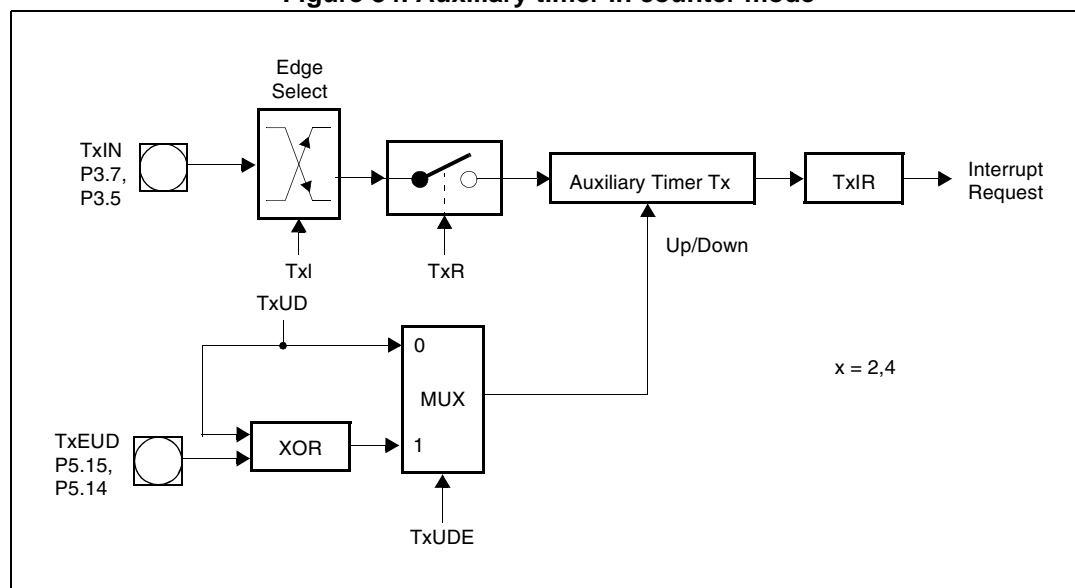 Figure 84. Auxiliary timer in counter mode
Edge
Select
TxIN
P3.7,
P3.5
Auxiliary Timer Tx
TxIR
Interrupt
Request
TxI
TxR
Up/Down
TxUD
0
MUX
1
x = 2,4
TxEUD
P5.15,
P5.14
XOR
TxUDE